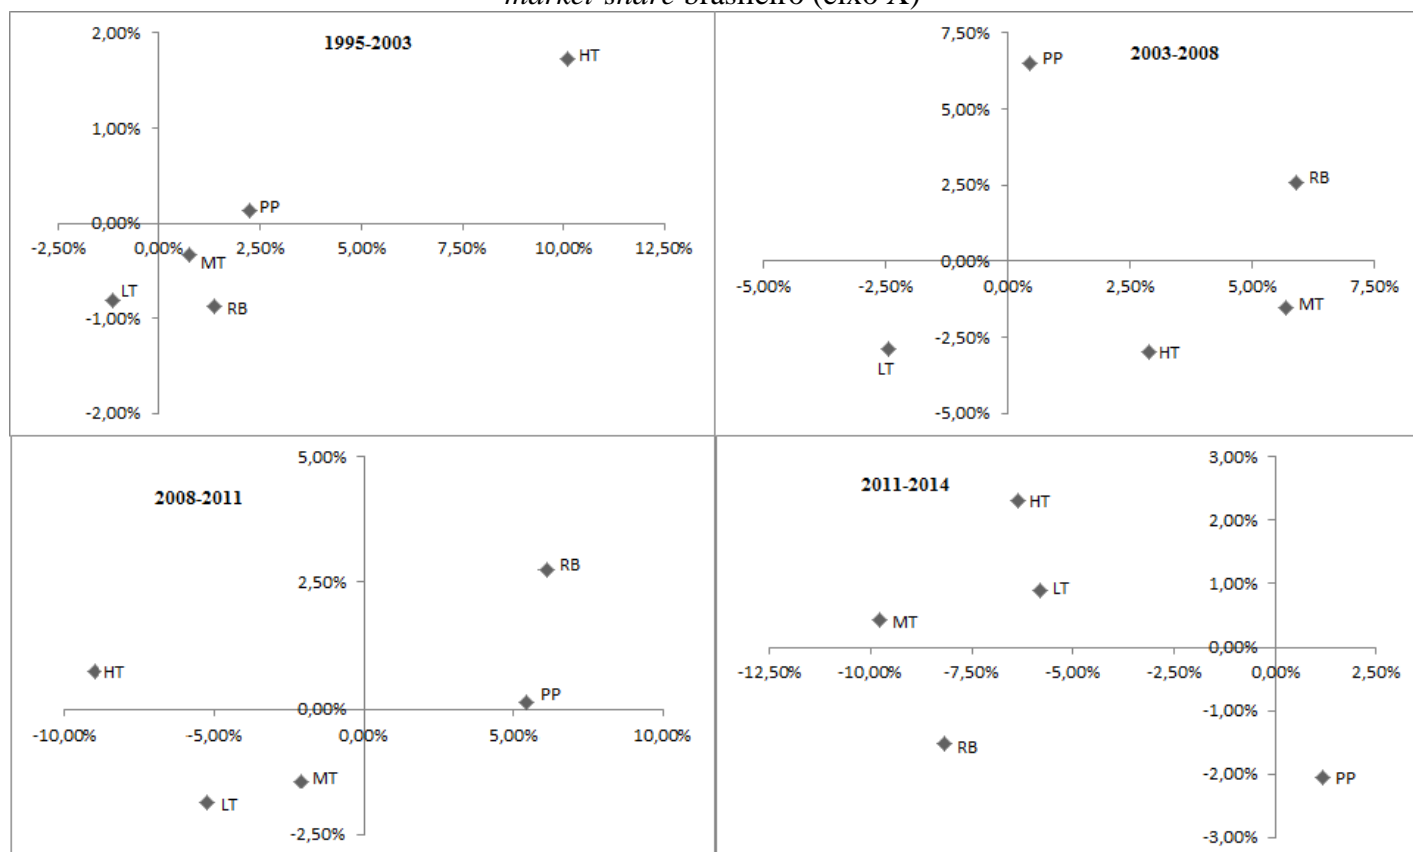 market-share brasileiro (eixo X)
1995-2003
2,00%
HT
1,00%
PP
0,00%
-2,50% 0,00% 2,50% 5,00% 7,50% 10,00% 12,50%
MT
LT
RB
-1,00%
-2,00%
7,50%
PP
2003-2008
5,00%
2,50%
RB
0,00%
-5,00% -2,50% 0,00% 2,50% 5,00% 7,50%
MT
-2,50%
HT
LT
-5,00%
5,00%
2008-2011
RB
2,50%
HT
PP
0,00%
-10,00% -5,00% 0,00% 5,00% 10,00%
MT
LT
-2,50%
3,00%
2011-2014
HT
2,00%
LT
1,00%
MT
0,00%
-12,50% -10,00% -7,50% -5,00% -2,50% 0,00% 2,50%
-1,00%
RB
-2,00%
PP
-3,00%